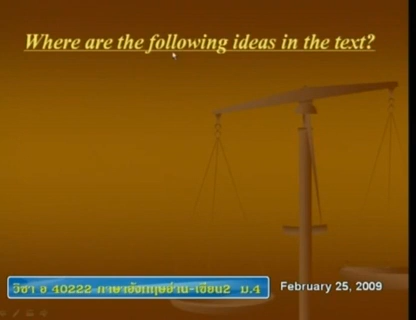 Where are the following ideas in the text?
วิชา อ 40222 ภาษาอังกฤษอ่าน-เขียน2 ม.4
February 25, 2009